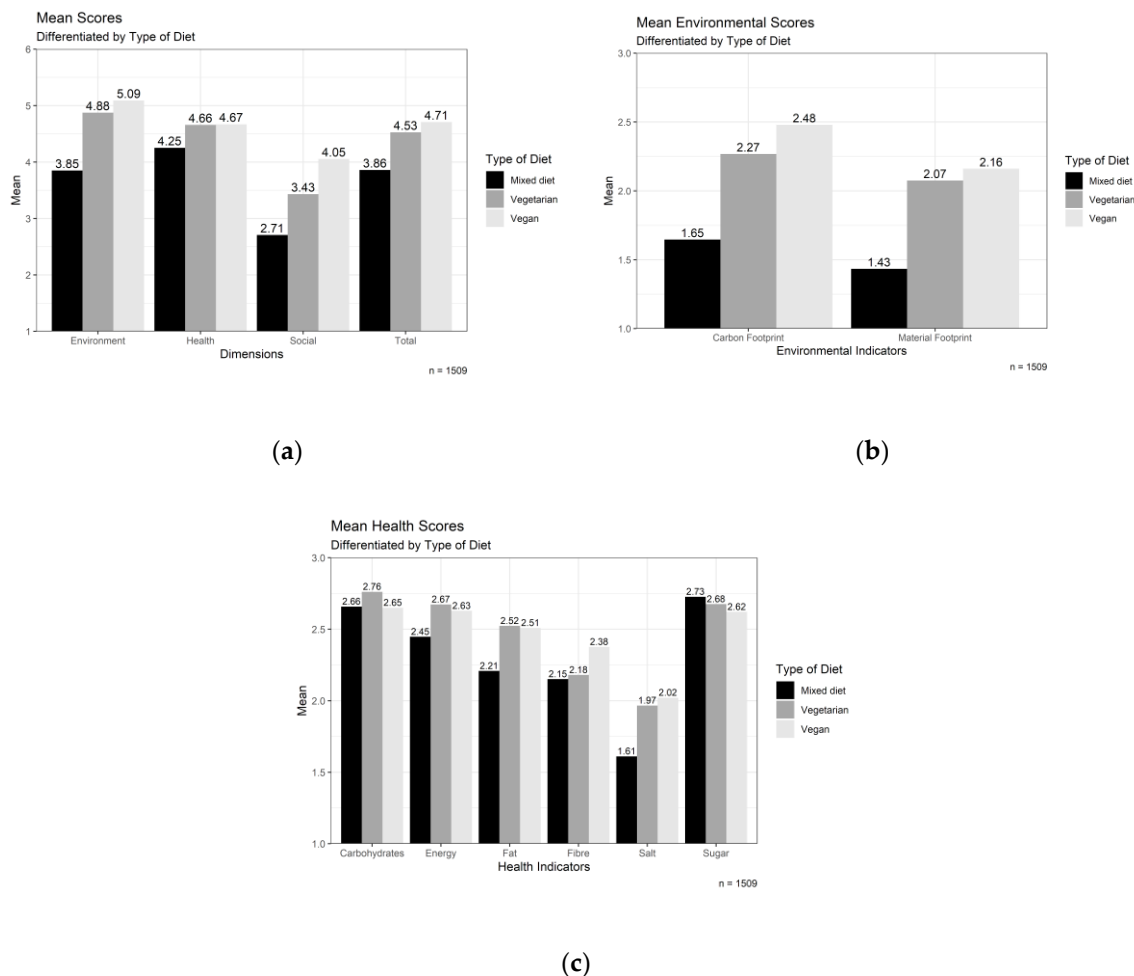 Mean Scores
Differentiated by Type of Diet
6
5
4
3
2
1
Mean
3.85
4.88
5.09
4.25
4.66
4.67
2.71
3.43
4.05
3.86
4.53
4.71
Environment Health Social Total
Dimensions
n = 1509
Type of Diet
Mixed diet
Vegetarian
Vegan
(a)
Mean Environmental Scores
Differentiated by Type of Diet
3.0
2.5
2.0
1.5
1.0
Mean
1.65
2.27
2.48
1.43
2.07
2.16
Carbon Footprint Material Footprint
Environmental Indicators
n = 1509
Type of Diet
Mixed diet
Vegetarian
Vegan
(b)
Mean Health Scores
Differentiated by Type of Diet
3.0
2.5
2.0
1.5
1.0
Mean
2.66
2.76
2.65
2.45
2.67
2.63
2.21
2.52
2.51
2.15
2.18
2.38
1.61
1.97
2.02
2.73
2.68
2.62
Carbohydrates Energy Fat Fibre Salt Sugar
Health Indicators
n = 1509
Type of Diet
Mixed diet
Vegetarian
Vegan
(c)